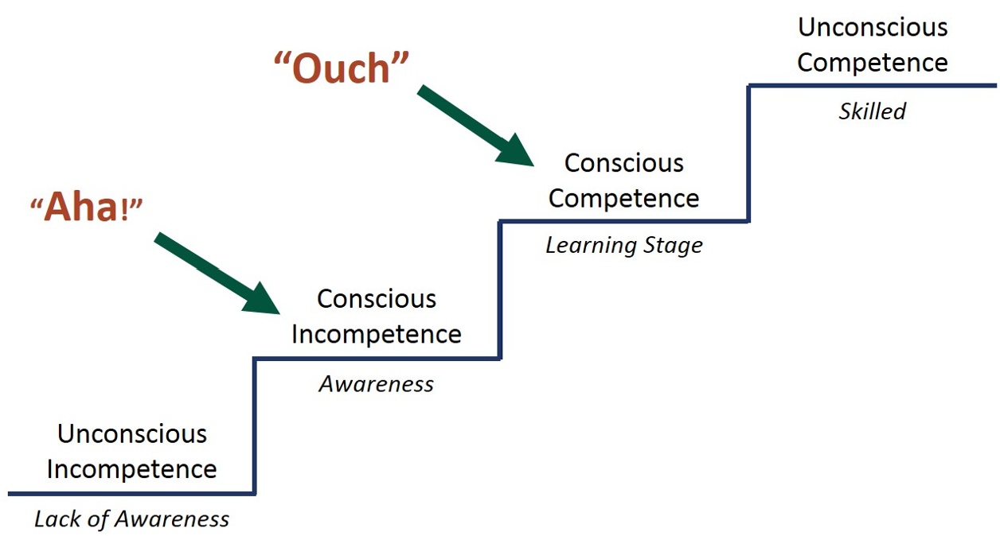 Unconscious
Competence
Skilled
“Ouch”
Conscious
Competence
Learning Stage
“Aha!”
Conscious
Incompetence
Awareness
Unconscious
Incompetence
Lack of Awareness